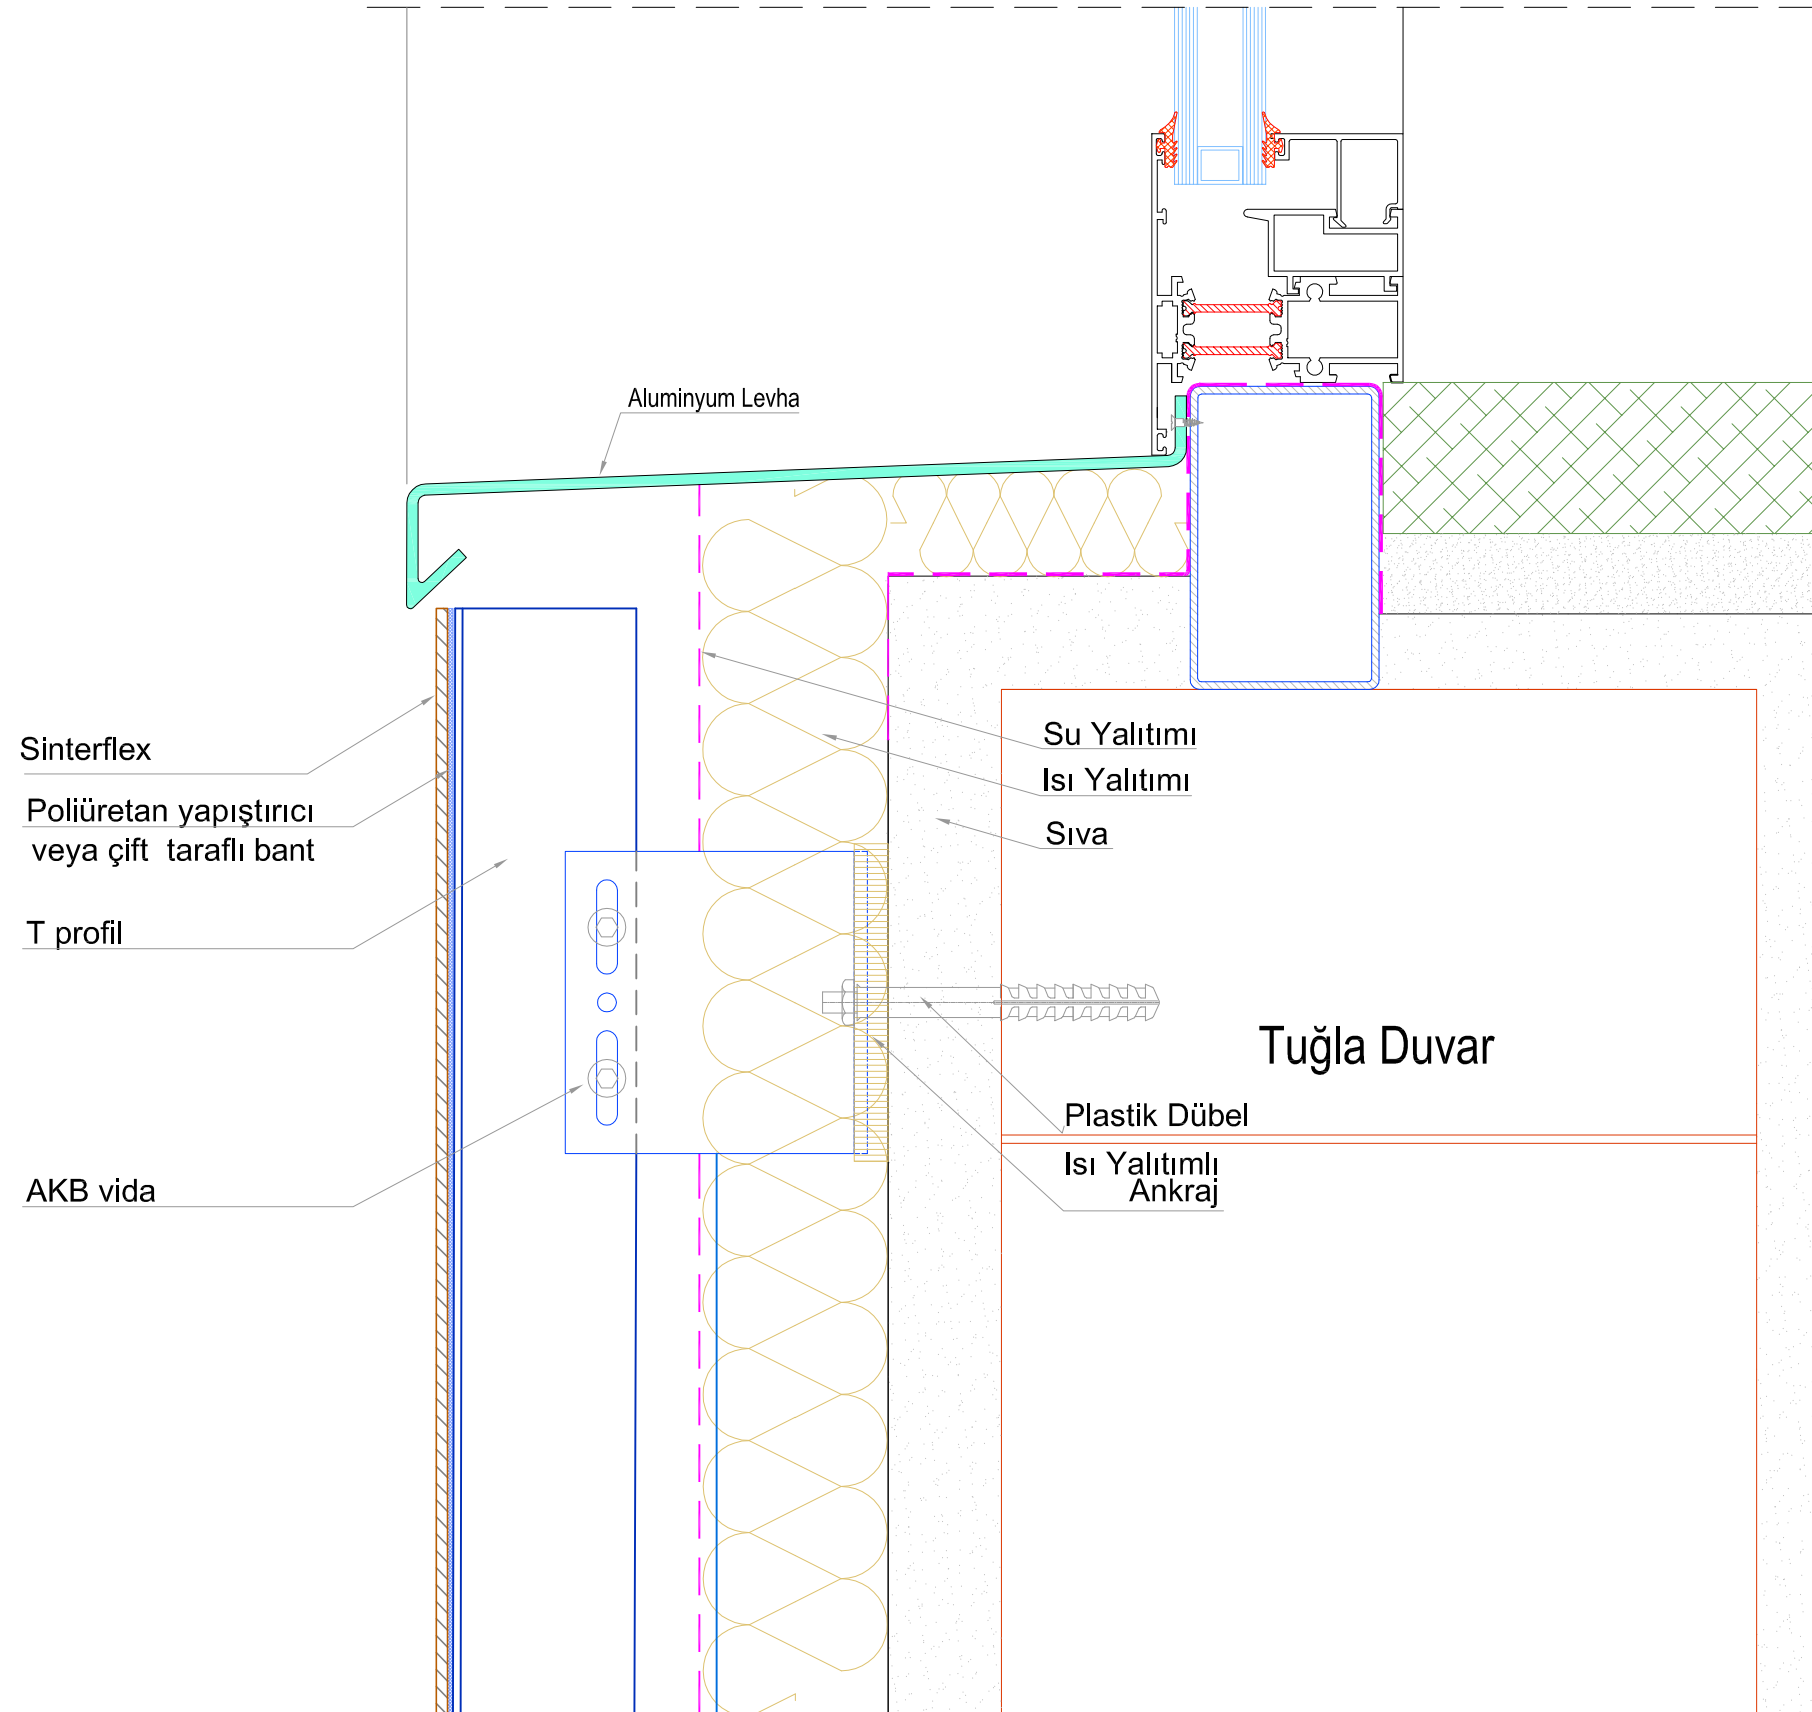 Aluminyum Levha
Sinterflex
Poliüretan yapıştırıcı
veya çift taraflı bant
T profil
AKB vida
Su Yalıtımı
Isı Yalıtımı
Sıva
Tuğla Duvar
Plastik Dübel
Isı Yalıtımlı
Ankraj